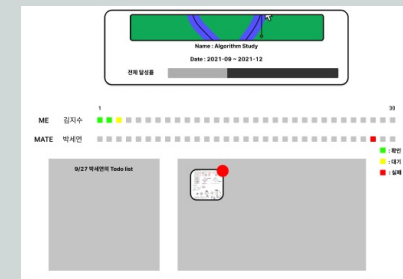 Name : Algorithm Study
Date : 2021-09 ~ 2021-12
전체 달성율
1 30
ME 김지수
MATE 박세연
: 확인
: 대기
: 실패
9/27 박세연의 Todo list